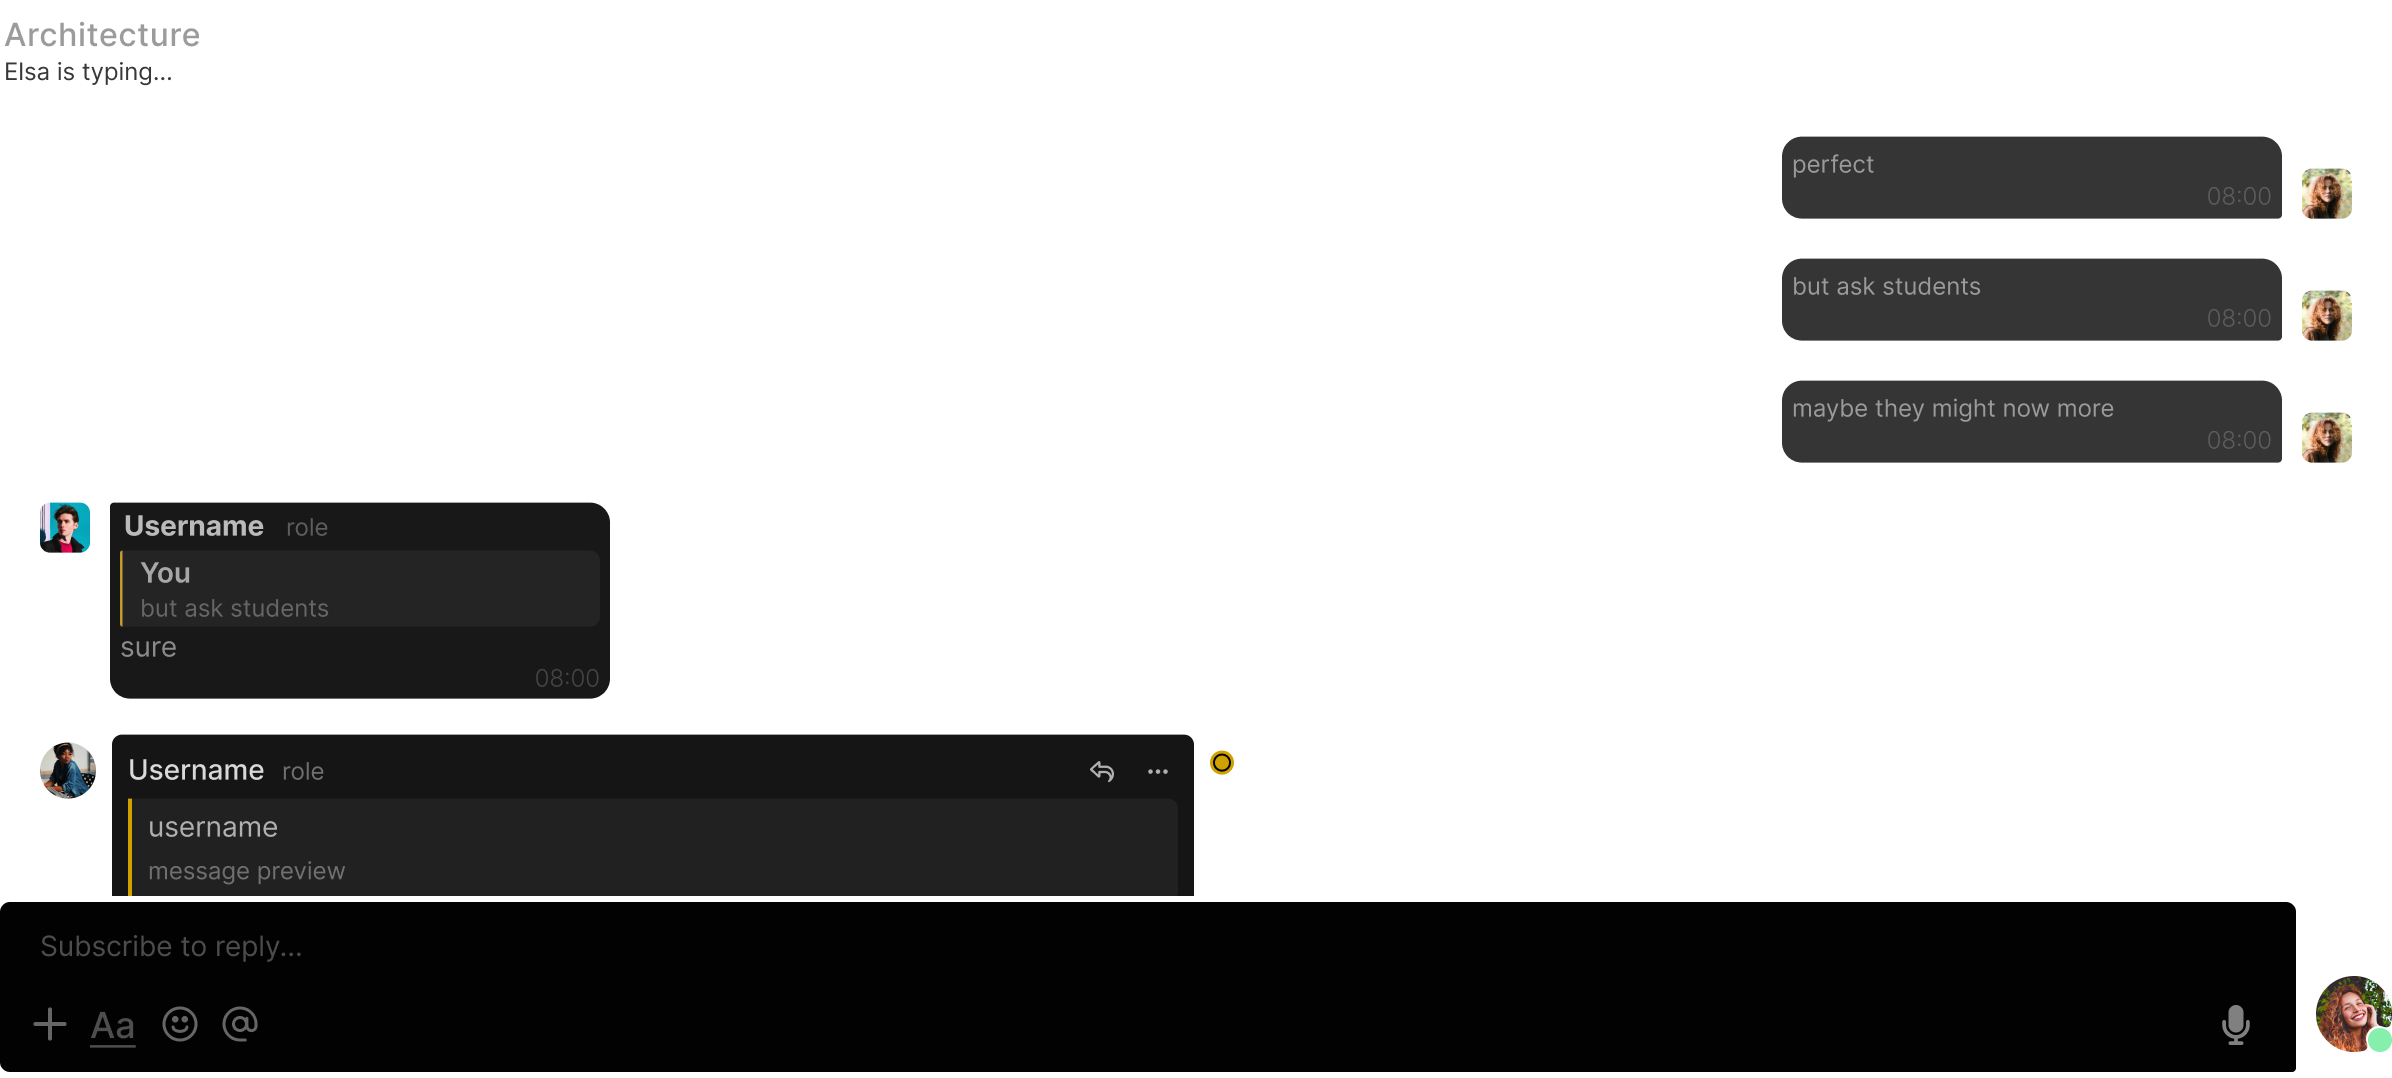 Architecture
Elsa is typing...
perfect
08:00
but ask students
08:00
maybe they might now more
08:00
Username role
You
but ask students
sure
08:00
Username role
username
message preview
Subscribe to reply...
Aa